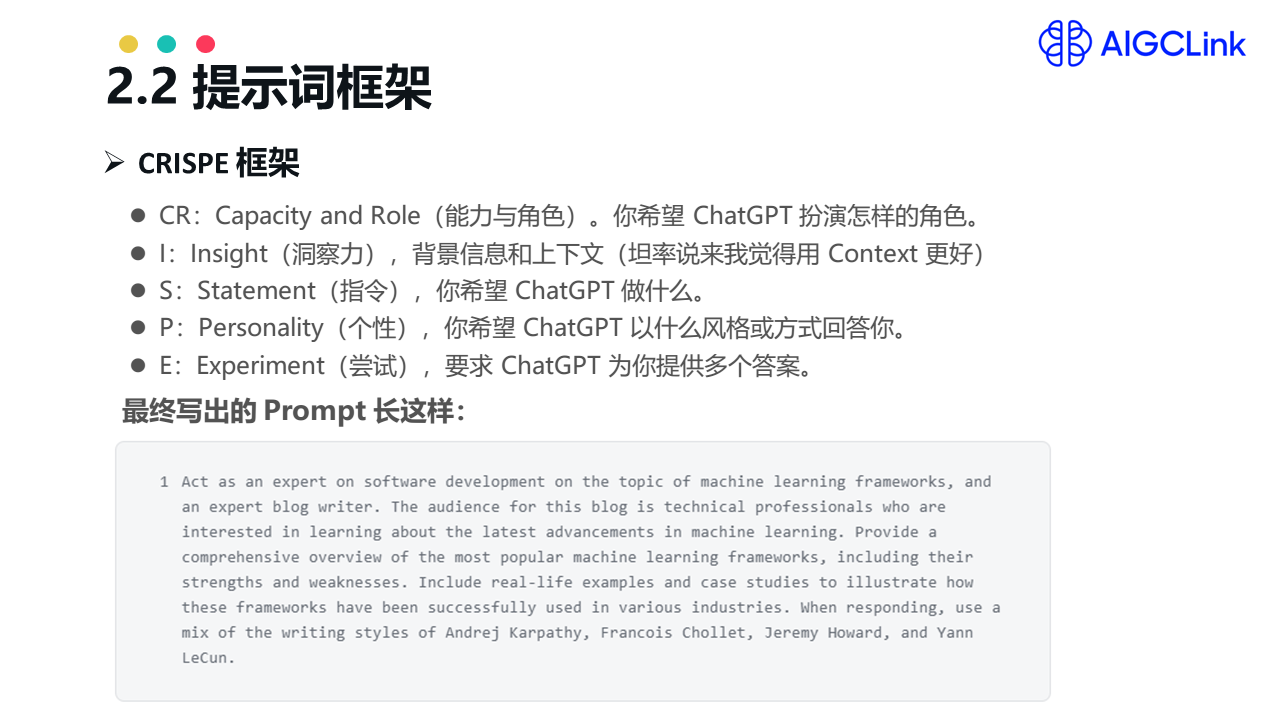 AIGCLink
2.2 提示词框架
➢ CRISPE 框架
● CR：Capacity and Role（能力与角色）。你希望 ChatGPT 扮演怎样的角色。
● I：Insight（洞察力），背景信息和上下文（坦率说来我觉得用 Context 更好）
● S：Statement（指令），你希望 ChatGPT 做什么。
● P：Personality（个性），你希望 ChatGPT 以什么风格或方式回答你。
● E：Experiment（尝试），要求 ChatGPT 为你提供多个答案。
最终写出的 Prompt 长这样：
1 Act as an expert on software development on the topic of machine learning frameworks, and
an expert blog writer. The audience for this blog is technical professionals who are
interested in learning about the latest advancements in machine learning. Provide a
comprehensive overview of the most popular machine learning frameworks, including their
strengths and weaknesses. Include real-life examples and case studies to illustrate how
these frameworks have been successfully used in various industries. When responding, use a
mix of the writing styles of Andrej Karpathy, Francois Chollet, Jeremy Howard, and Yann
LeCun.